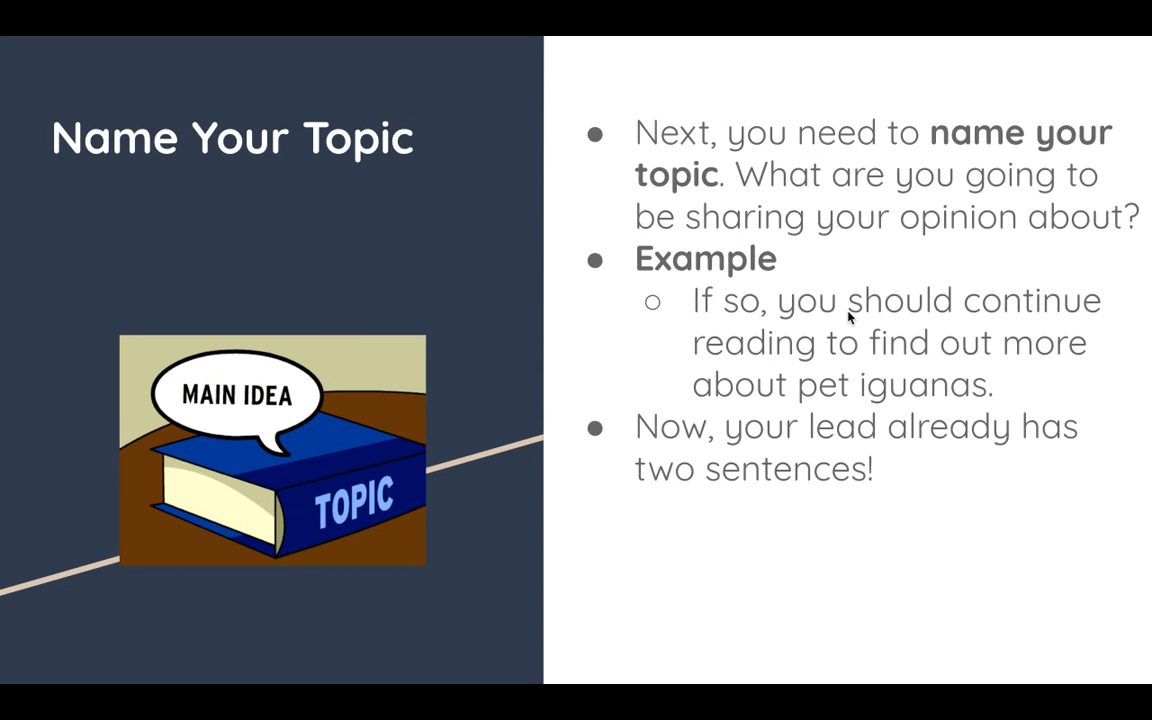 Name Your Topic
MAIN IDEA
TOPIC
● Next, you need to name your
topic. What are you going to
be sharing your opinion about?
● Example
○ If so, you should continue
reading to find out more
about pet iguanas.
● Now, your lead already has
two sentences!